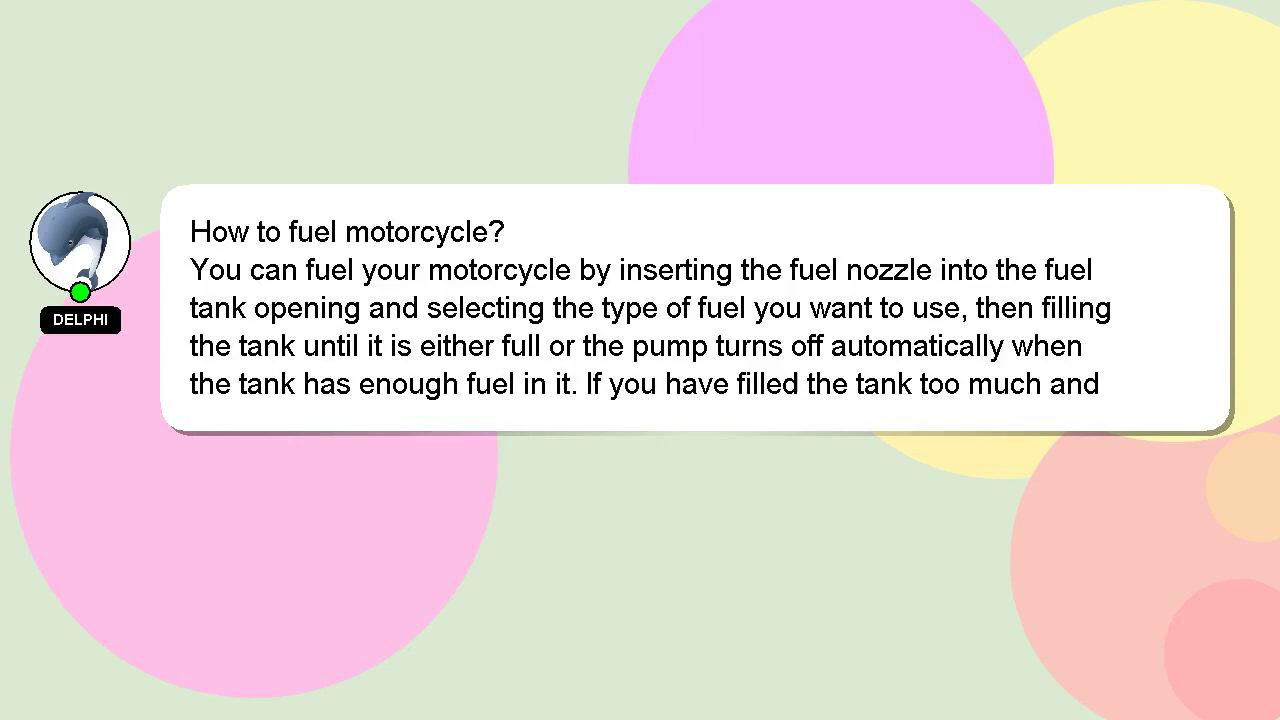 How to fuel motorcycle?
You can fuel your motorcycle by inserting the fuel nozzle into the fuel
tank opening and selecting the type of fuel you want to use, then filling
the tank until it is either full or the pump turns off automatically when
the tank has enough fuel in it. If you have filled the tank too much and
DELPHI